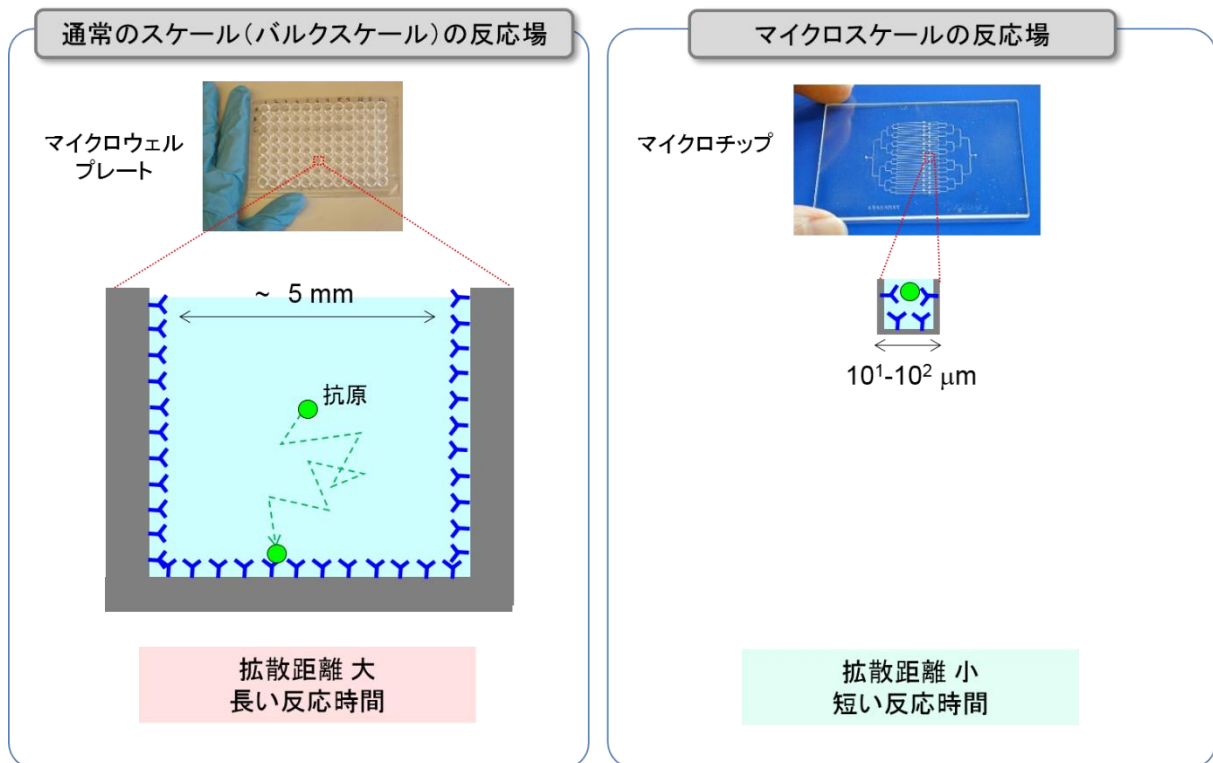 通常のスケール(バルクスケール)の反応場
マイクロウェル
プレート
~ 5 mm
抗原
拡散距離 大
長い反応時間
マイクロスケールの反応場
マイクロチップ
10¹-10² μm
拡散距離 小
短い反応時間